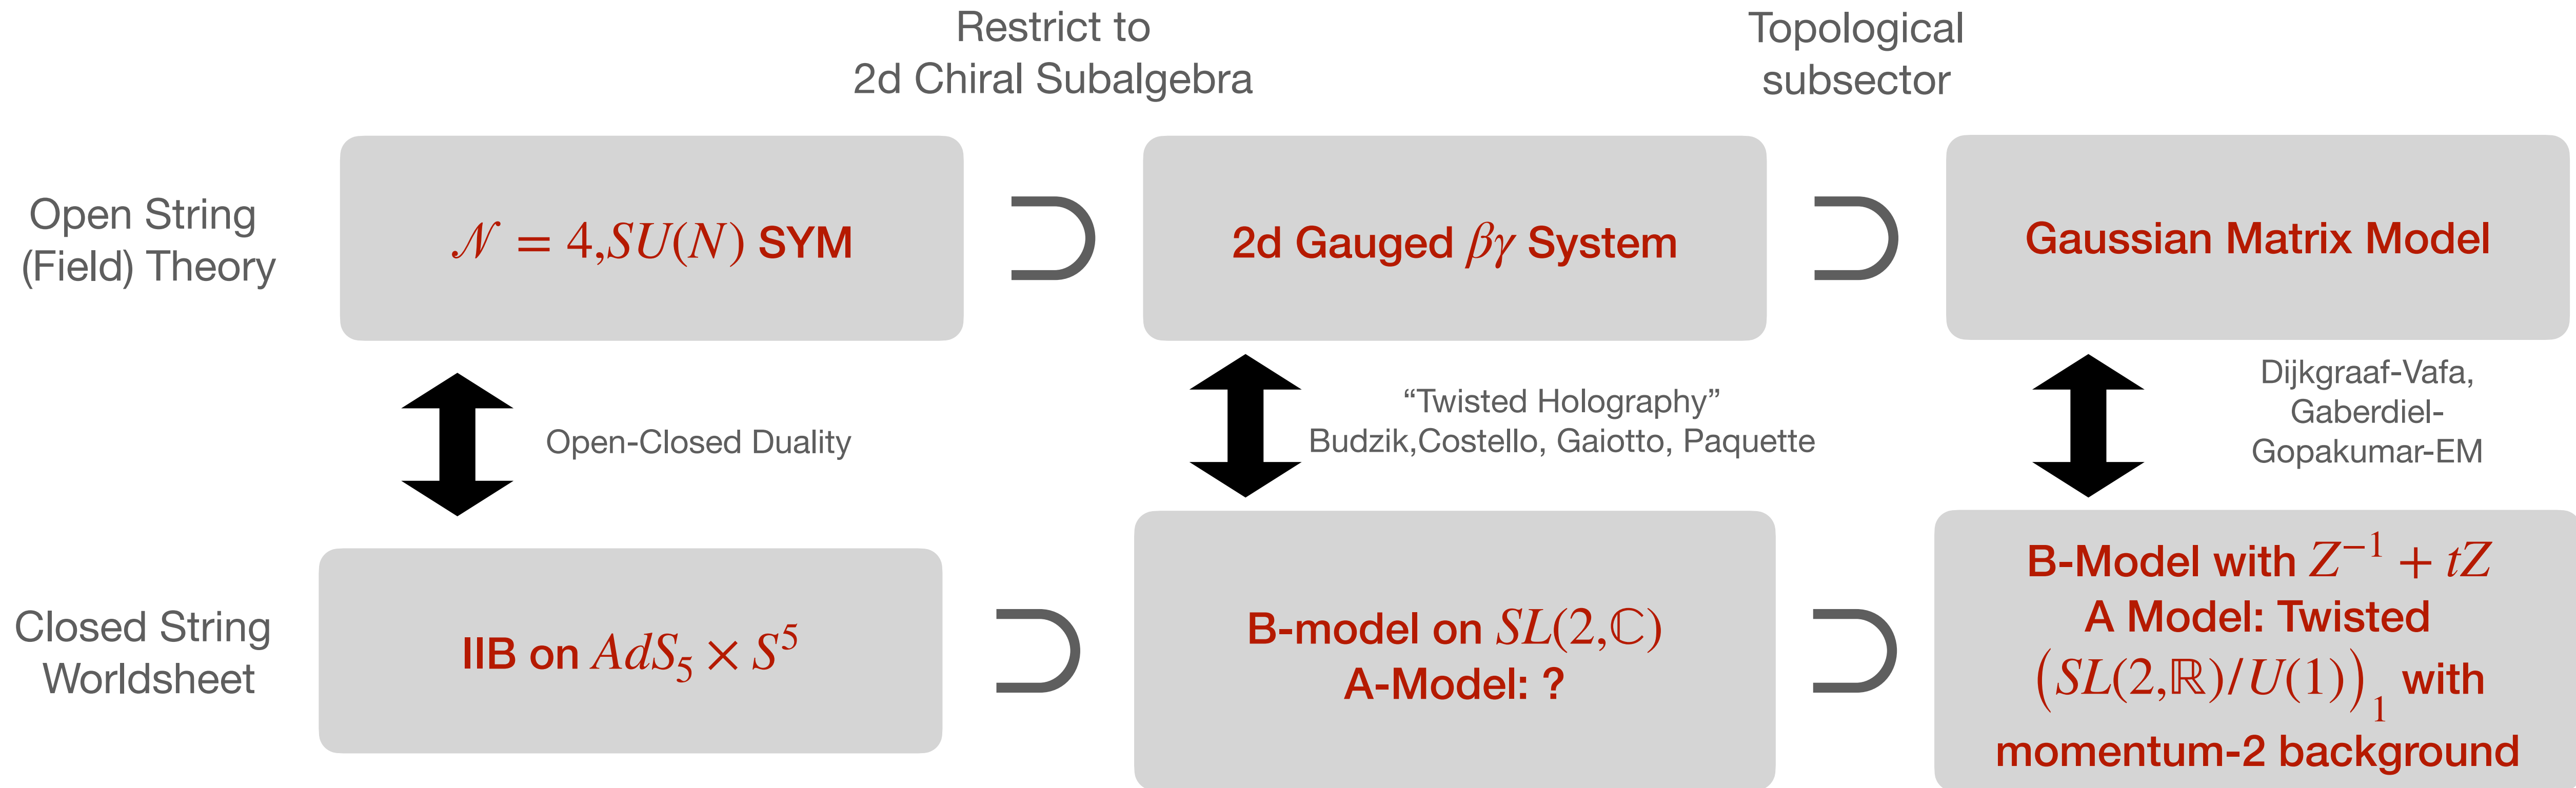 Restrict to
2d Chiral Subalgebra
Topological
subsector
Open String
(Field) Theory
𝒩 = 4,SU(N) SYM
2d Gauged βγ System
Gaussian Matrix Model
Open-Closed Duality
“Twisted Holography”
Budzik,Costello, Gaiotto, Paquette
Dijkgraaf-Vafa,
Gaberdiel-
Gopakumar-EM
Closed String
Worldsheet
IIB on AdS₅ × S⁵
B-model on SL(2,ℂ)
A-Model: ?
B-Model with Z⁻¹ + tZ
A Model: Twisted
(SL(2,ℝ)/U(1))₁ with
momentum-2 background